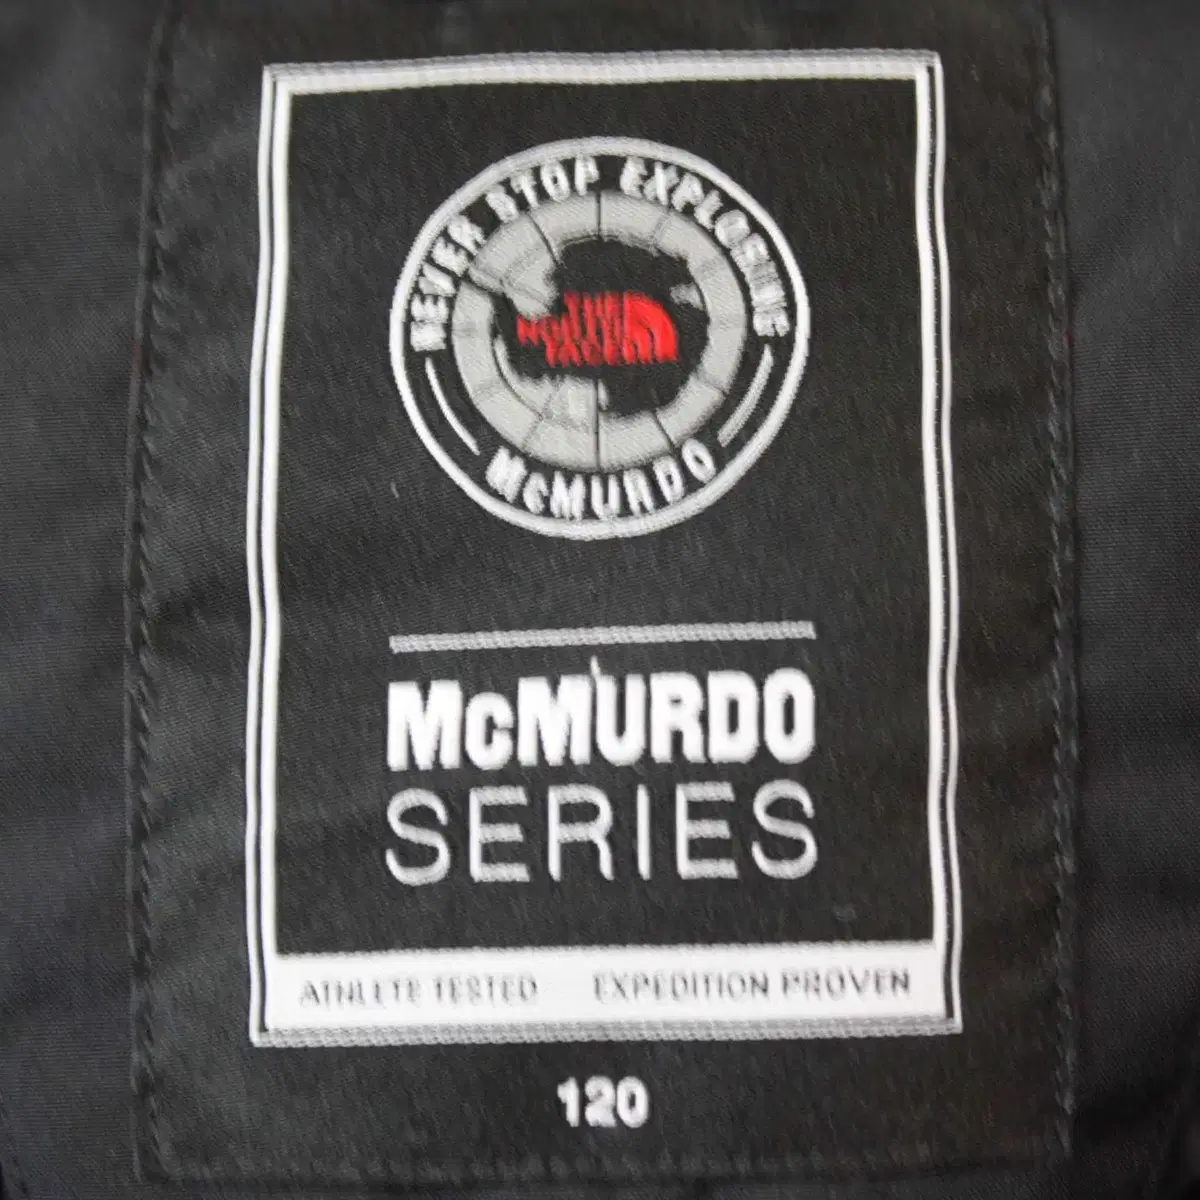 NEVER STOP EXPLORING
THE
NORTH
FACE
McMURDO
McMURDO
SERIES
ATHLETE TESTED EXPEDITION PROVEN
120